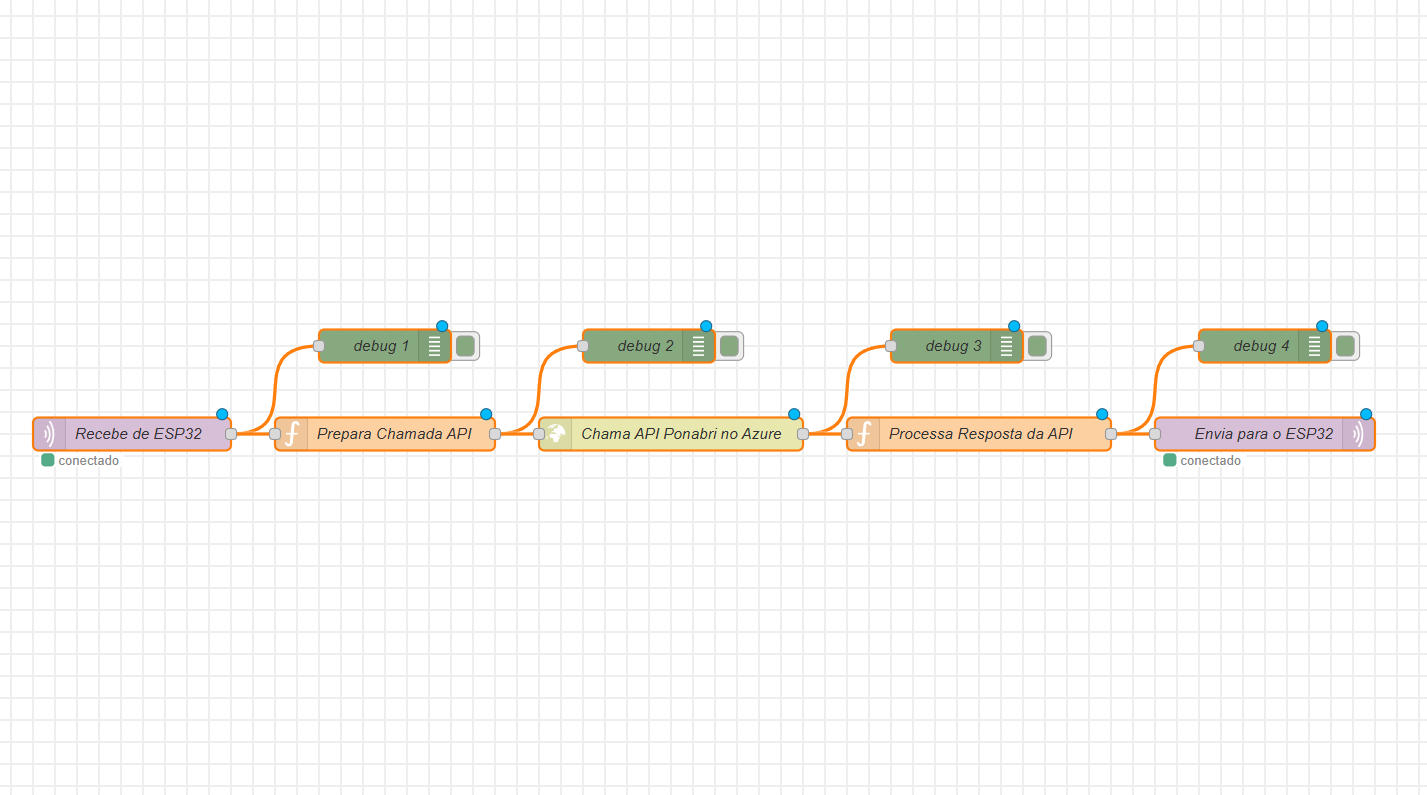 debug 1
debug 2
debug 3
debug 4
Recebe de ESP32
Prepara Chamada API
Chama API Ponabri no Azure
Processa Resposta da API
Envia para o ESP32
conectado
conectado